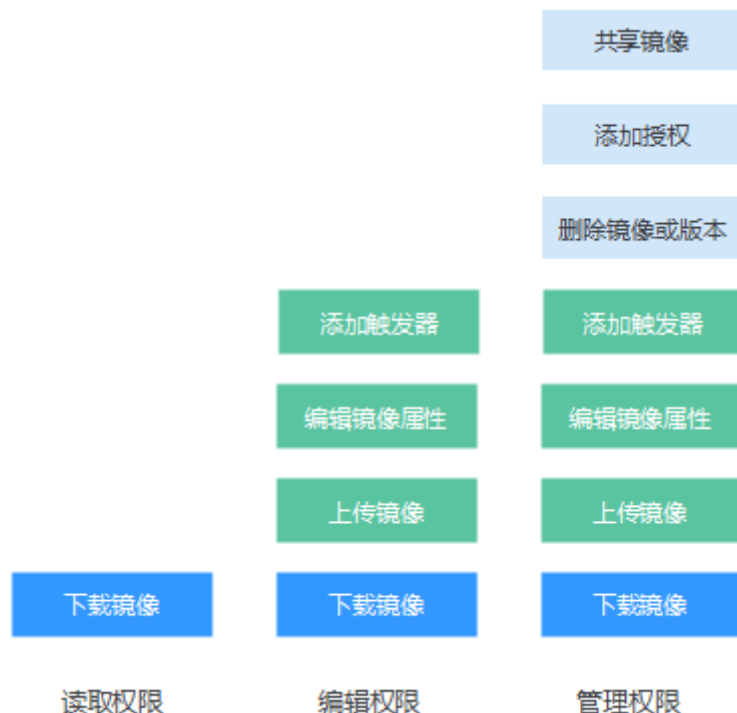 共享镜像
添加授权
删除镜像或版本
添加触发器 添加触发器
编辑镜像属性 编辑镜像属性
上传镜像 上传镜像
下载镜像 下载镜像 下载镜像
读取权限 编辑权限 管理权限